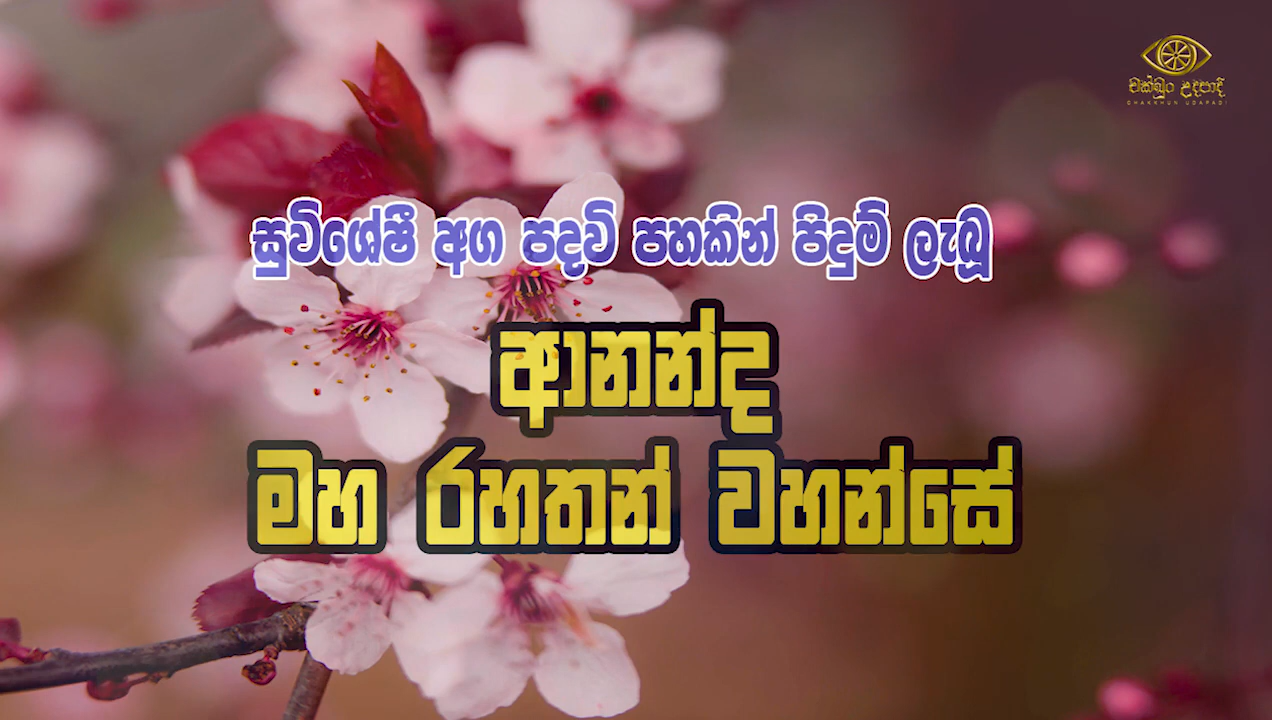 චක්ඛුං උදපාදි
CHAKKHUN UDAPADI
සුවිශේෂී අග පදවි පහකින් පිදුම් ලැබූ
ආනන්ද
මහ රහතන් වහන්සේ